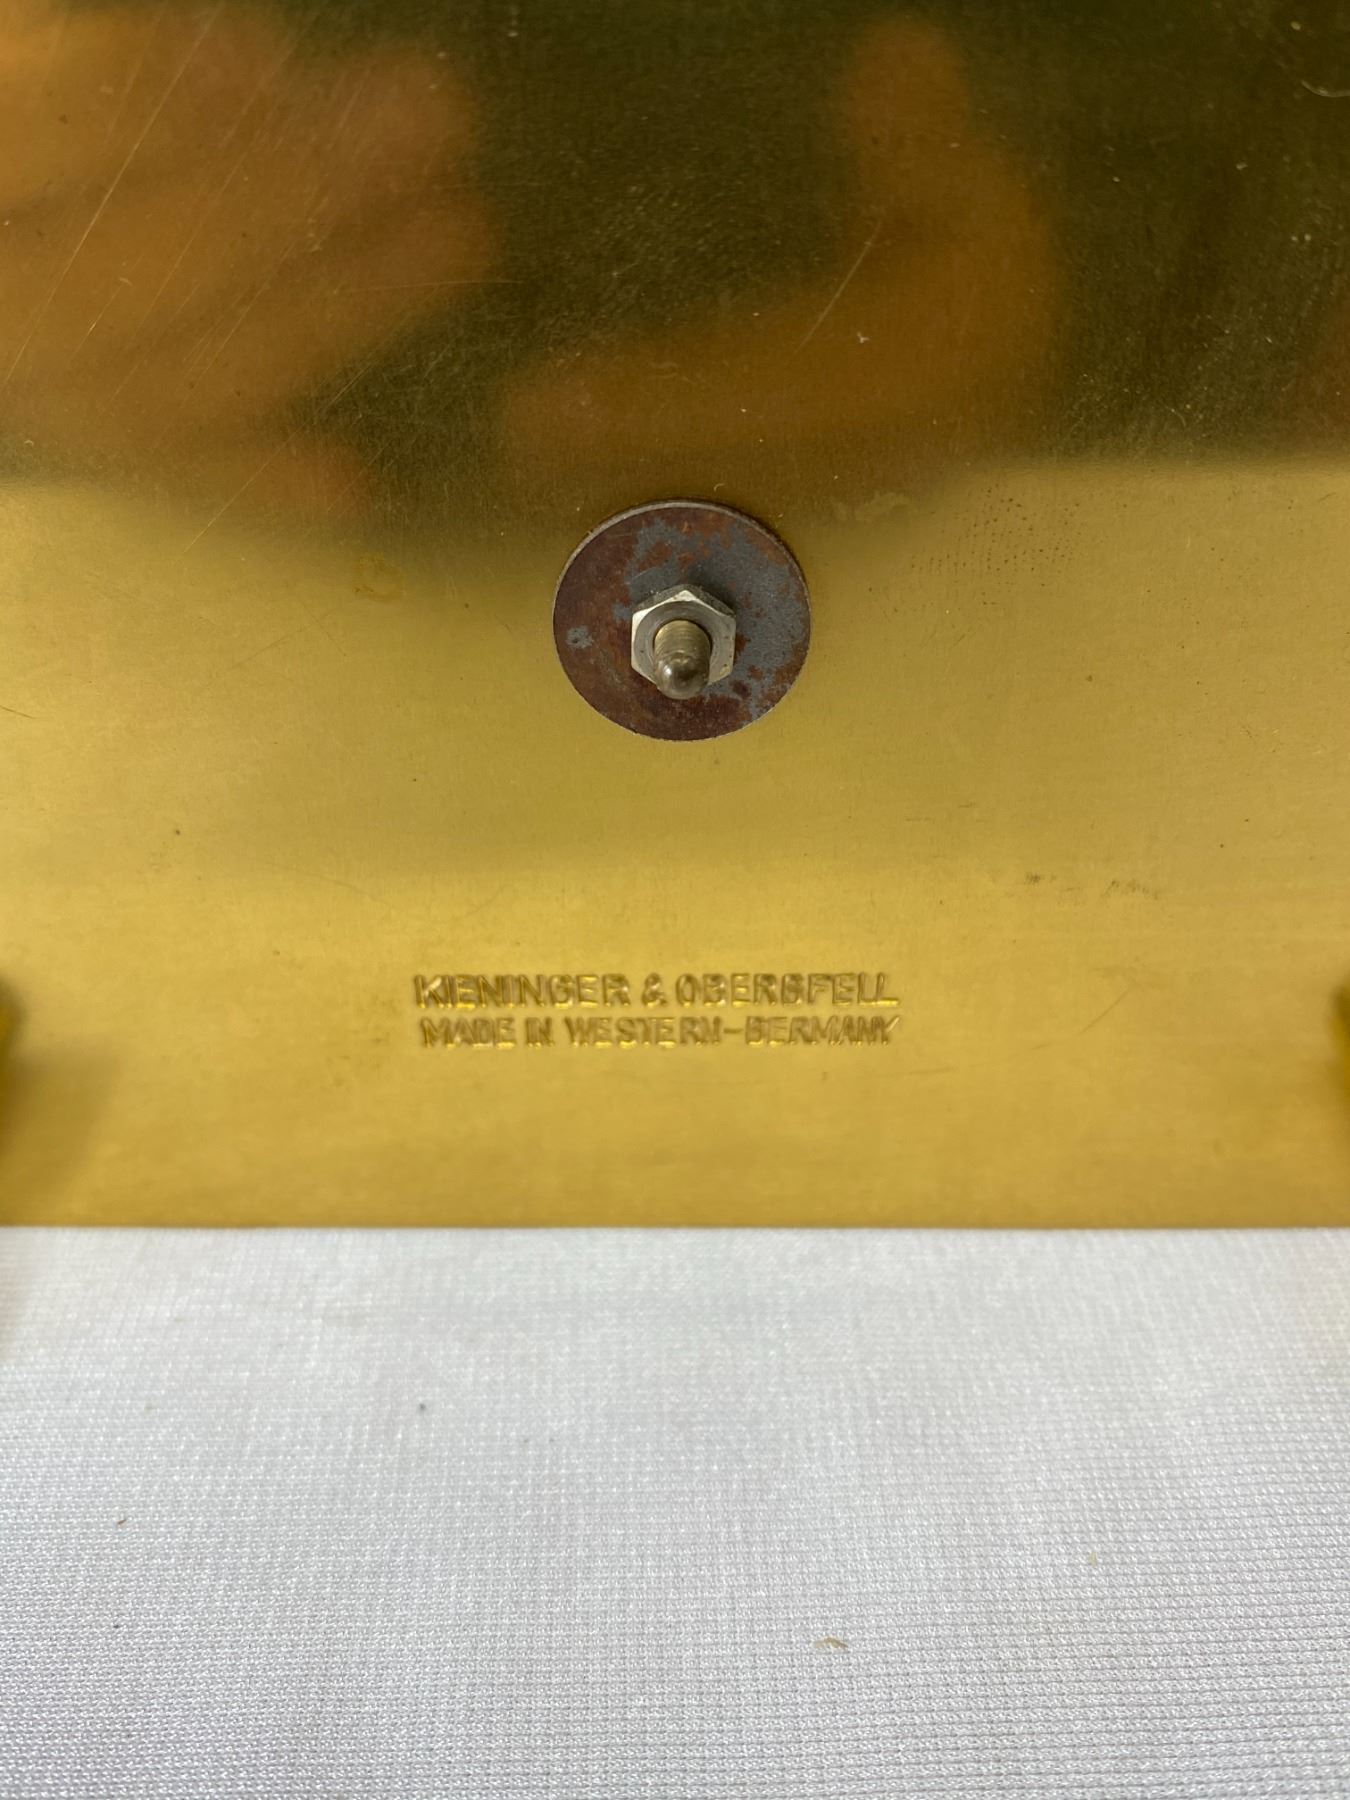 KIENINGER & OBERGFELL
MADE IN WESTERN-GERMANY